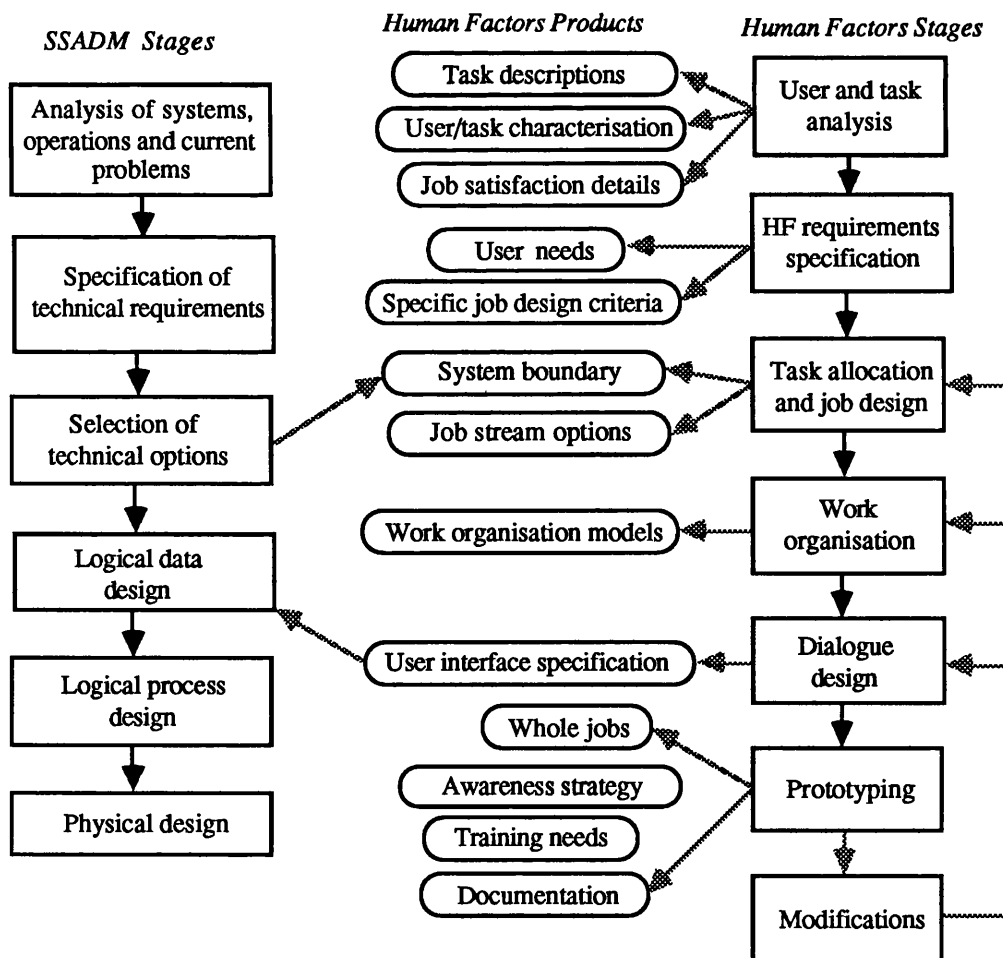 SSADM Stages
Analysis of systems,
operations and current
problems
Specification of
technical requirements
Selection of
technical options
Logical data
design
Logical process
design
Physical design
Human Factors Products
Task descriptions
User/task characterisation
Job satisfaction details
User needs
Specific job design criteria
System boundary
Job stream options
Work organisation models
User interface specification
Whole jobs
Awareness strategy
Training needs
Documentation
Human Factors Stages
User and task
analysis
HF requirements
specification
Task allocation
and job design
Work
organisation
Dialogue
design
Prototyping
Modifications